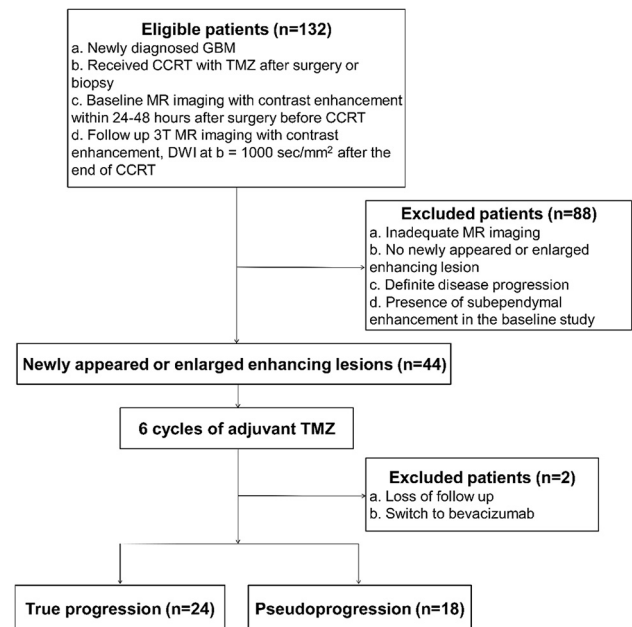 Eligible patients (n=132)
a. Newly diagnosed GBM
b. Received CCRT with TMZ after surgery or
biopsy
c. Baseline MR imaging with contrast enhancement
within 24-48 hours after surgery before CCRT
d. Follow up 3T MR imaging with contrast
enhancement, DWI at b = 1000 sec/mm² after the
end of CCRT
Excluded patients (n=88)
a. Inadequate MR imaging
b. No newly appeared or enlarged
enhancing lesion
c. Definite disease progression
d. Presence of subependymal
enhancement in the baseline study
Newly appeared or enlarged enhancing lesions (n=44)
6 cycles of adjuvant TMZ
Excluded patients (n=2)
a. Loss of follow up
b. Switch to bevacizumab
True progression (n=24)
Pseudoprogression (n=18)